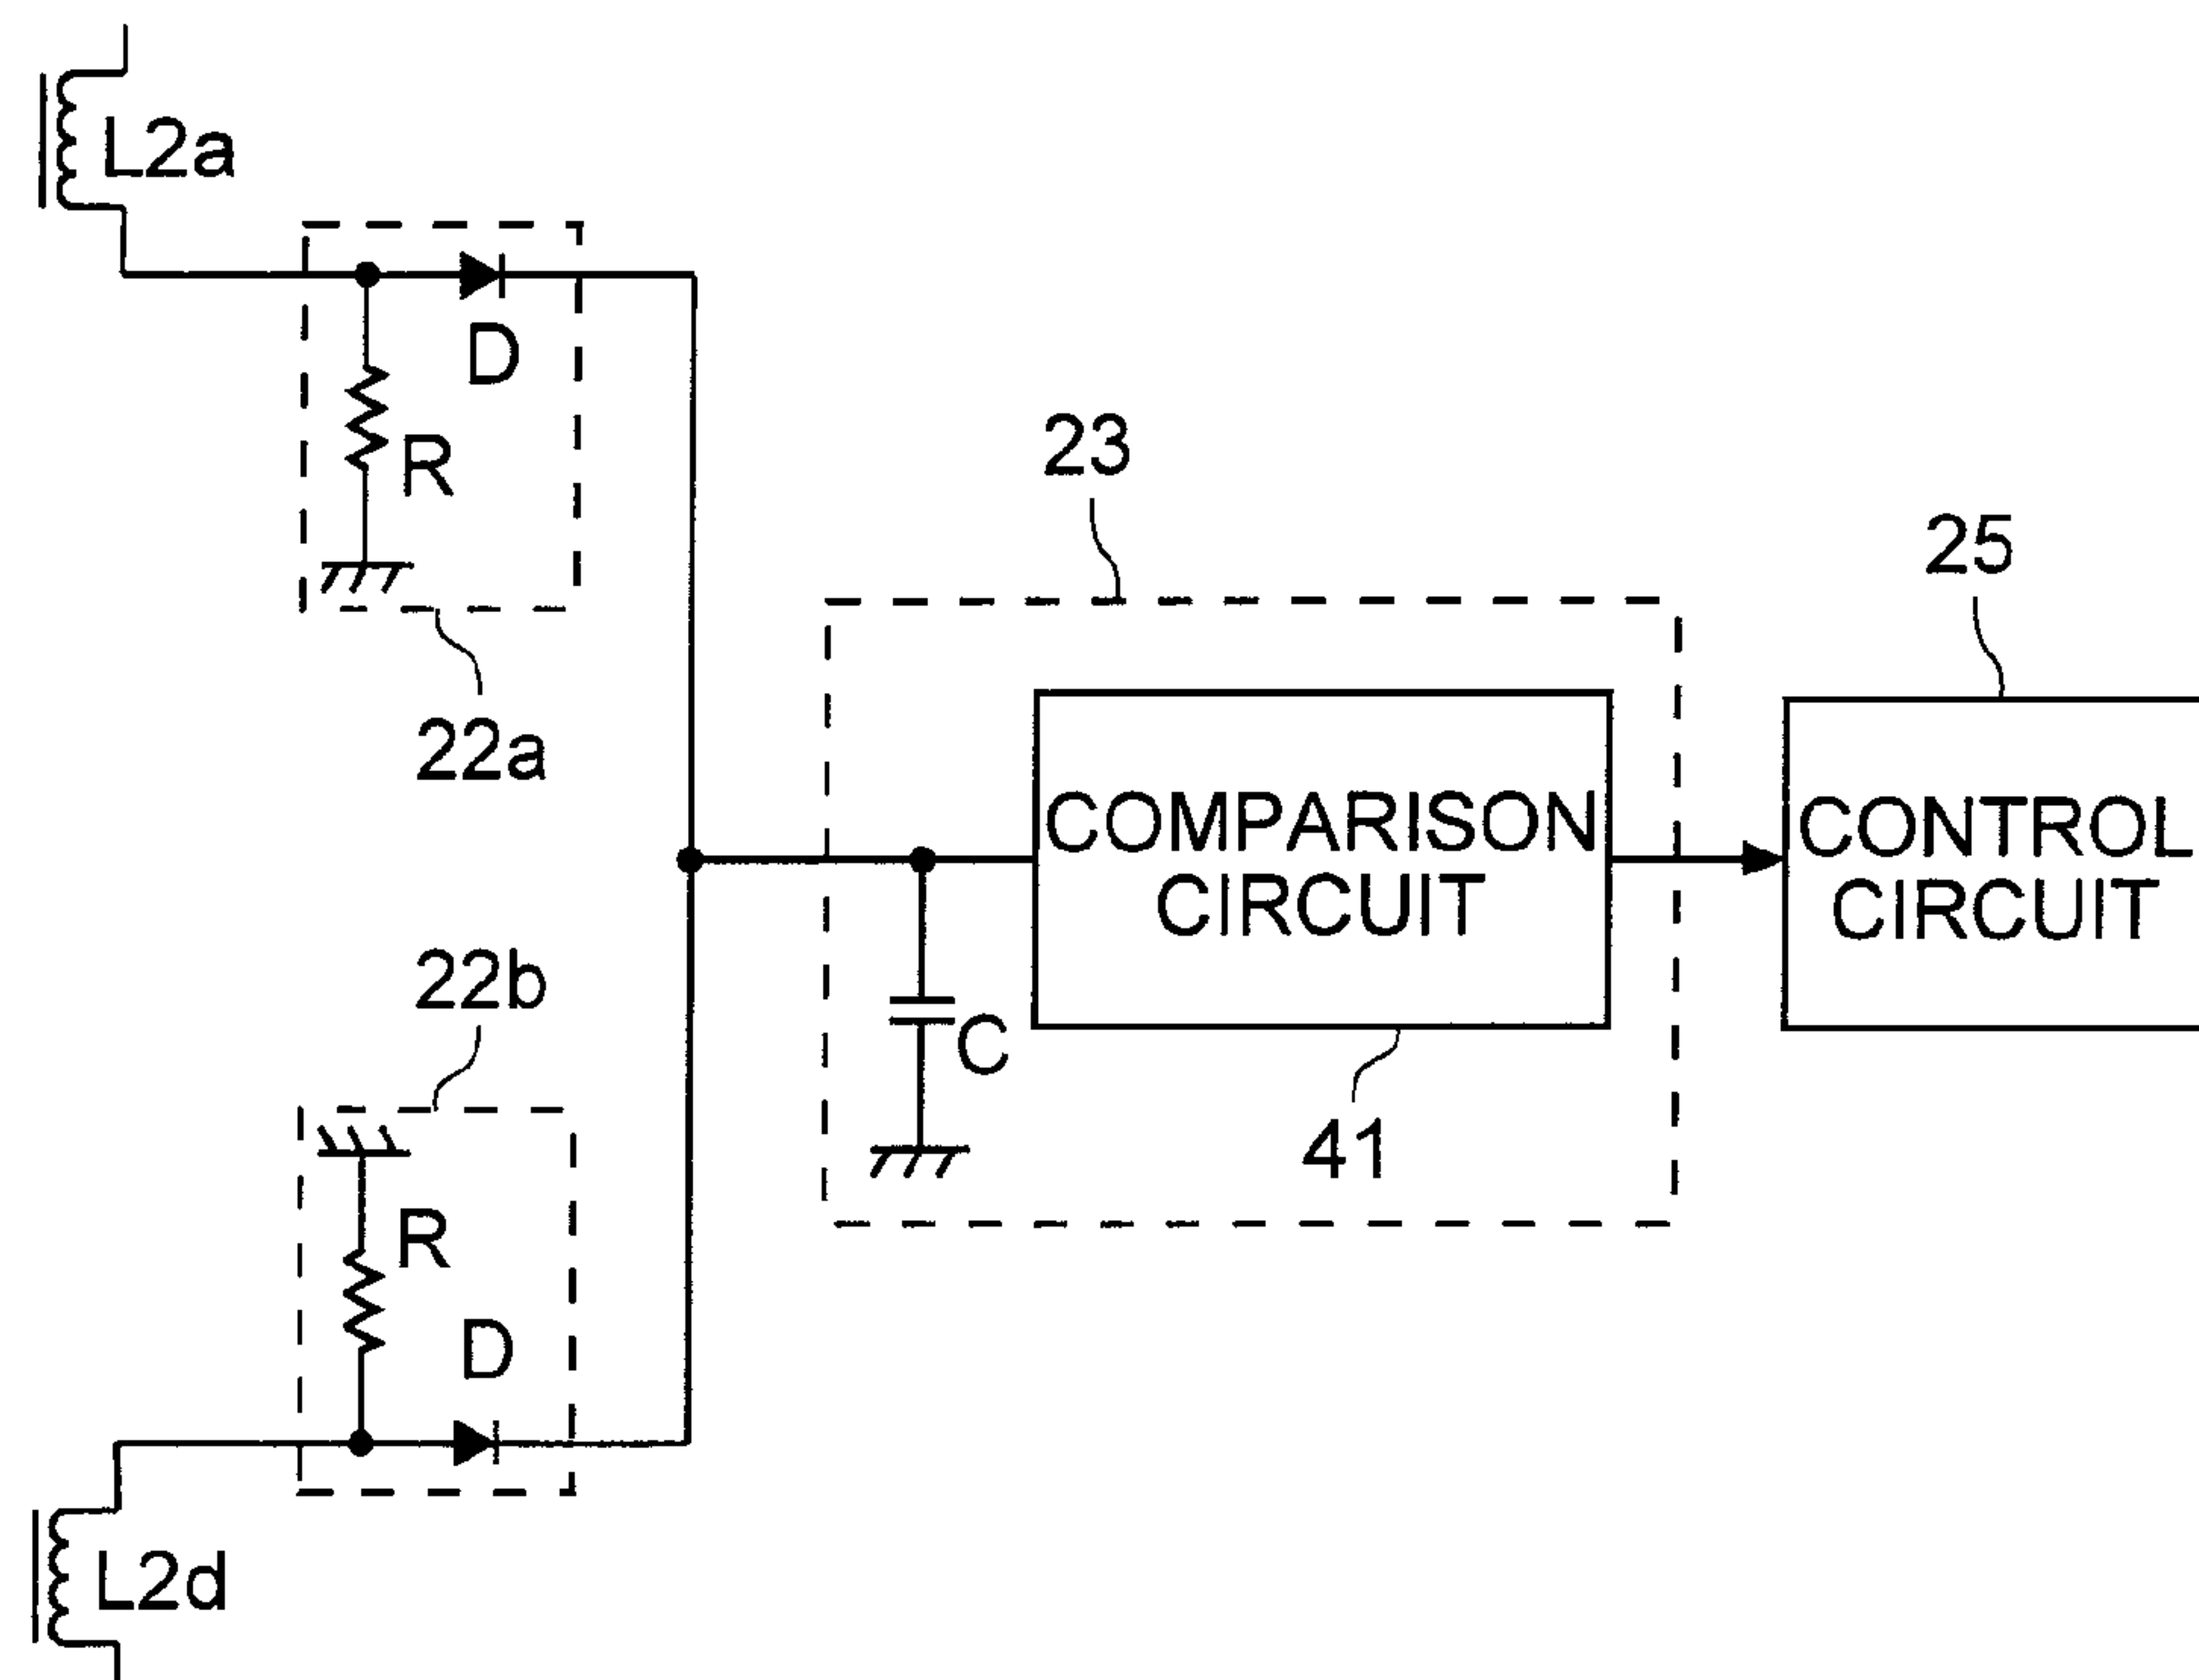 L2a
D
R
22a
23
25
COMPARISON
CIRCUIT
CONTROL
CIRCUIT
22b
C
41
R
D
L2d